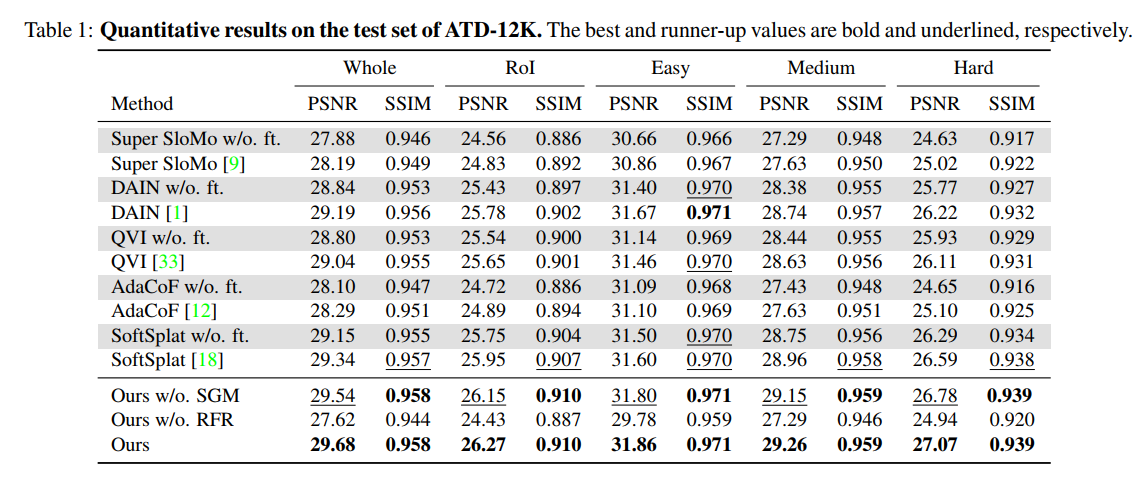 Table 1: Quantitative results on the test set of ATD-12K. The best and runner-up values are bold and underlined, respectively.
Whole RoI Easy Medium Hard
Method PSNR SSIM PSNR SSIM PSNR SSIM PSNR SSIM PSNR SSIM
Super SloMo w/o. ft. 27.88 0.946 24.56 0.886 30.66 0.966 27.29 0.948 24.63 0.917
Super SloMo [9] 28.19 0.949 24.83 0.892 30.86 0.967 27.63 0.950 25.02 0.922
DAIN w/o. ft. 28.84 0.953 25.43 0.897 31.40 0.970 28.38 0.955 25.77 0.927
DAIN [1] 29.19 0.956 25.78 0.902 31.67 0.971 28.74 0.957 26.22 0.932
QVI w/o. ft. 28.80 0.953 25.54 0.900 31.14 0.969 28.44 0.955 25.93 0.929
QVI [33] 29.04 0.955 25.65 0.901 31.46 0.970 28.63 0.956 26.11 0.931
AdaCoF w/o. ft. 28.10 0.947 24.72 0.886 31.09 0.968 27.43 0.948 24.65 0.916
AdaCoF [12] 28.29 0.951 24.89 0.894 31.10 0.969 27.63 0.951 25.10 0.925
SoftSplat w/o. ft. 29.15 0.955 25.75 0.904 31.50 0.970 28.75 0.956 26.29 0.934
SoftSplat [18] 29.34 0.957 25.95 0.907 31.60 0.970 28.96 0.958 26.59 0.938
Ours w/o. SGM 29.54 0.958 26.15 0.910 31.80 0.971 29.15 0.959 26.78 0.939
Ours w/o. RFR 27.62 0.944 24.43 0.887 29.78 0.959 27.29 0.946 24.94 0.920
Ours 29.68 0.958 26.27 0.910 31.86 0.971 29.26 0.959 27.07 0.939